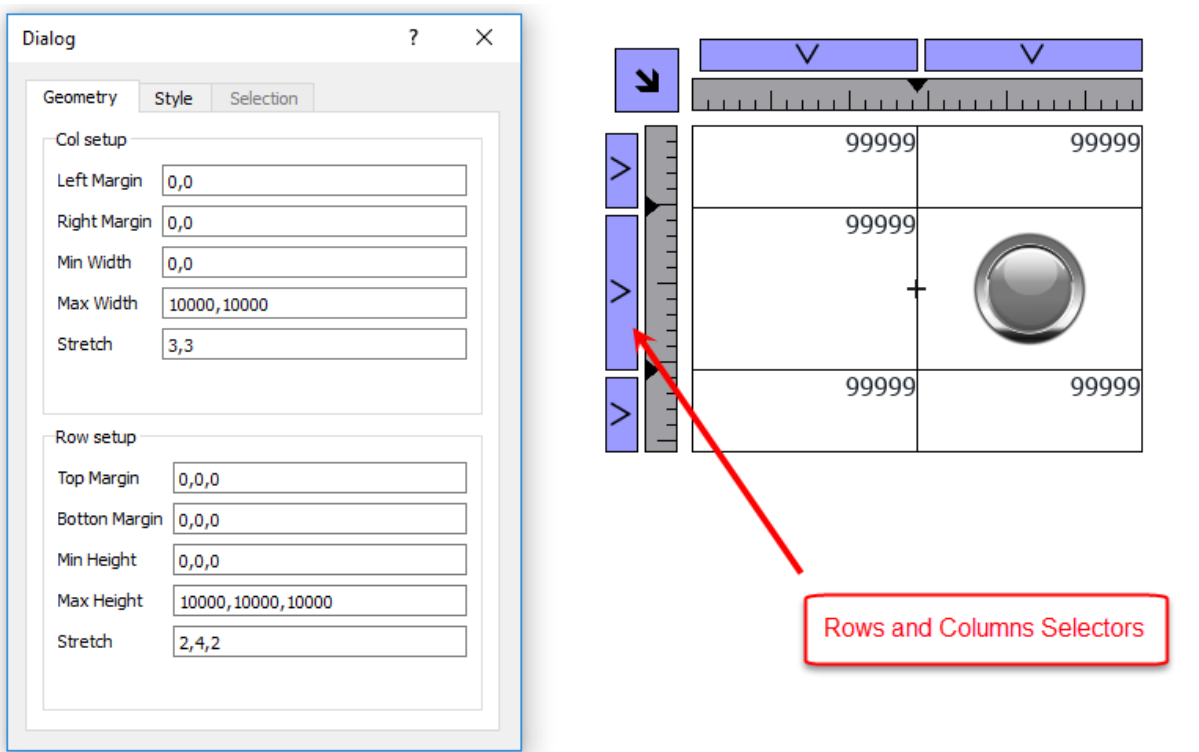 Dialog ?
Geometry Style Selection
Col setup
Left Margin 0,0
Right Margin 0,0
Min Width 0,0
Max Width 10000,10000
Stretch 3,3
Row setup
Top Margin 0,0,0
Botton Margin 0,0,0
Min Height 0,0,0
Max Height 10000,10000,10000
Stretch 2,4,2
99999 99999
99999
99999 99999
Rows and Columns Selectors